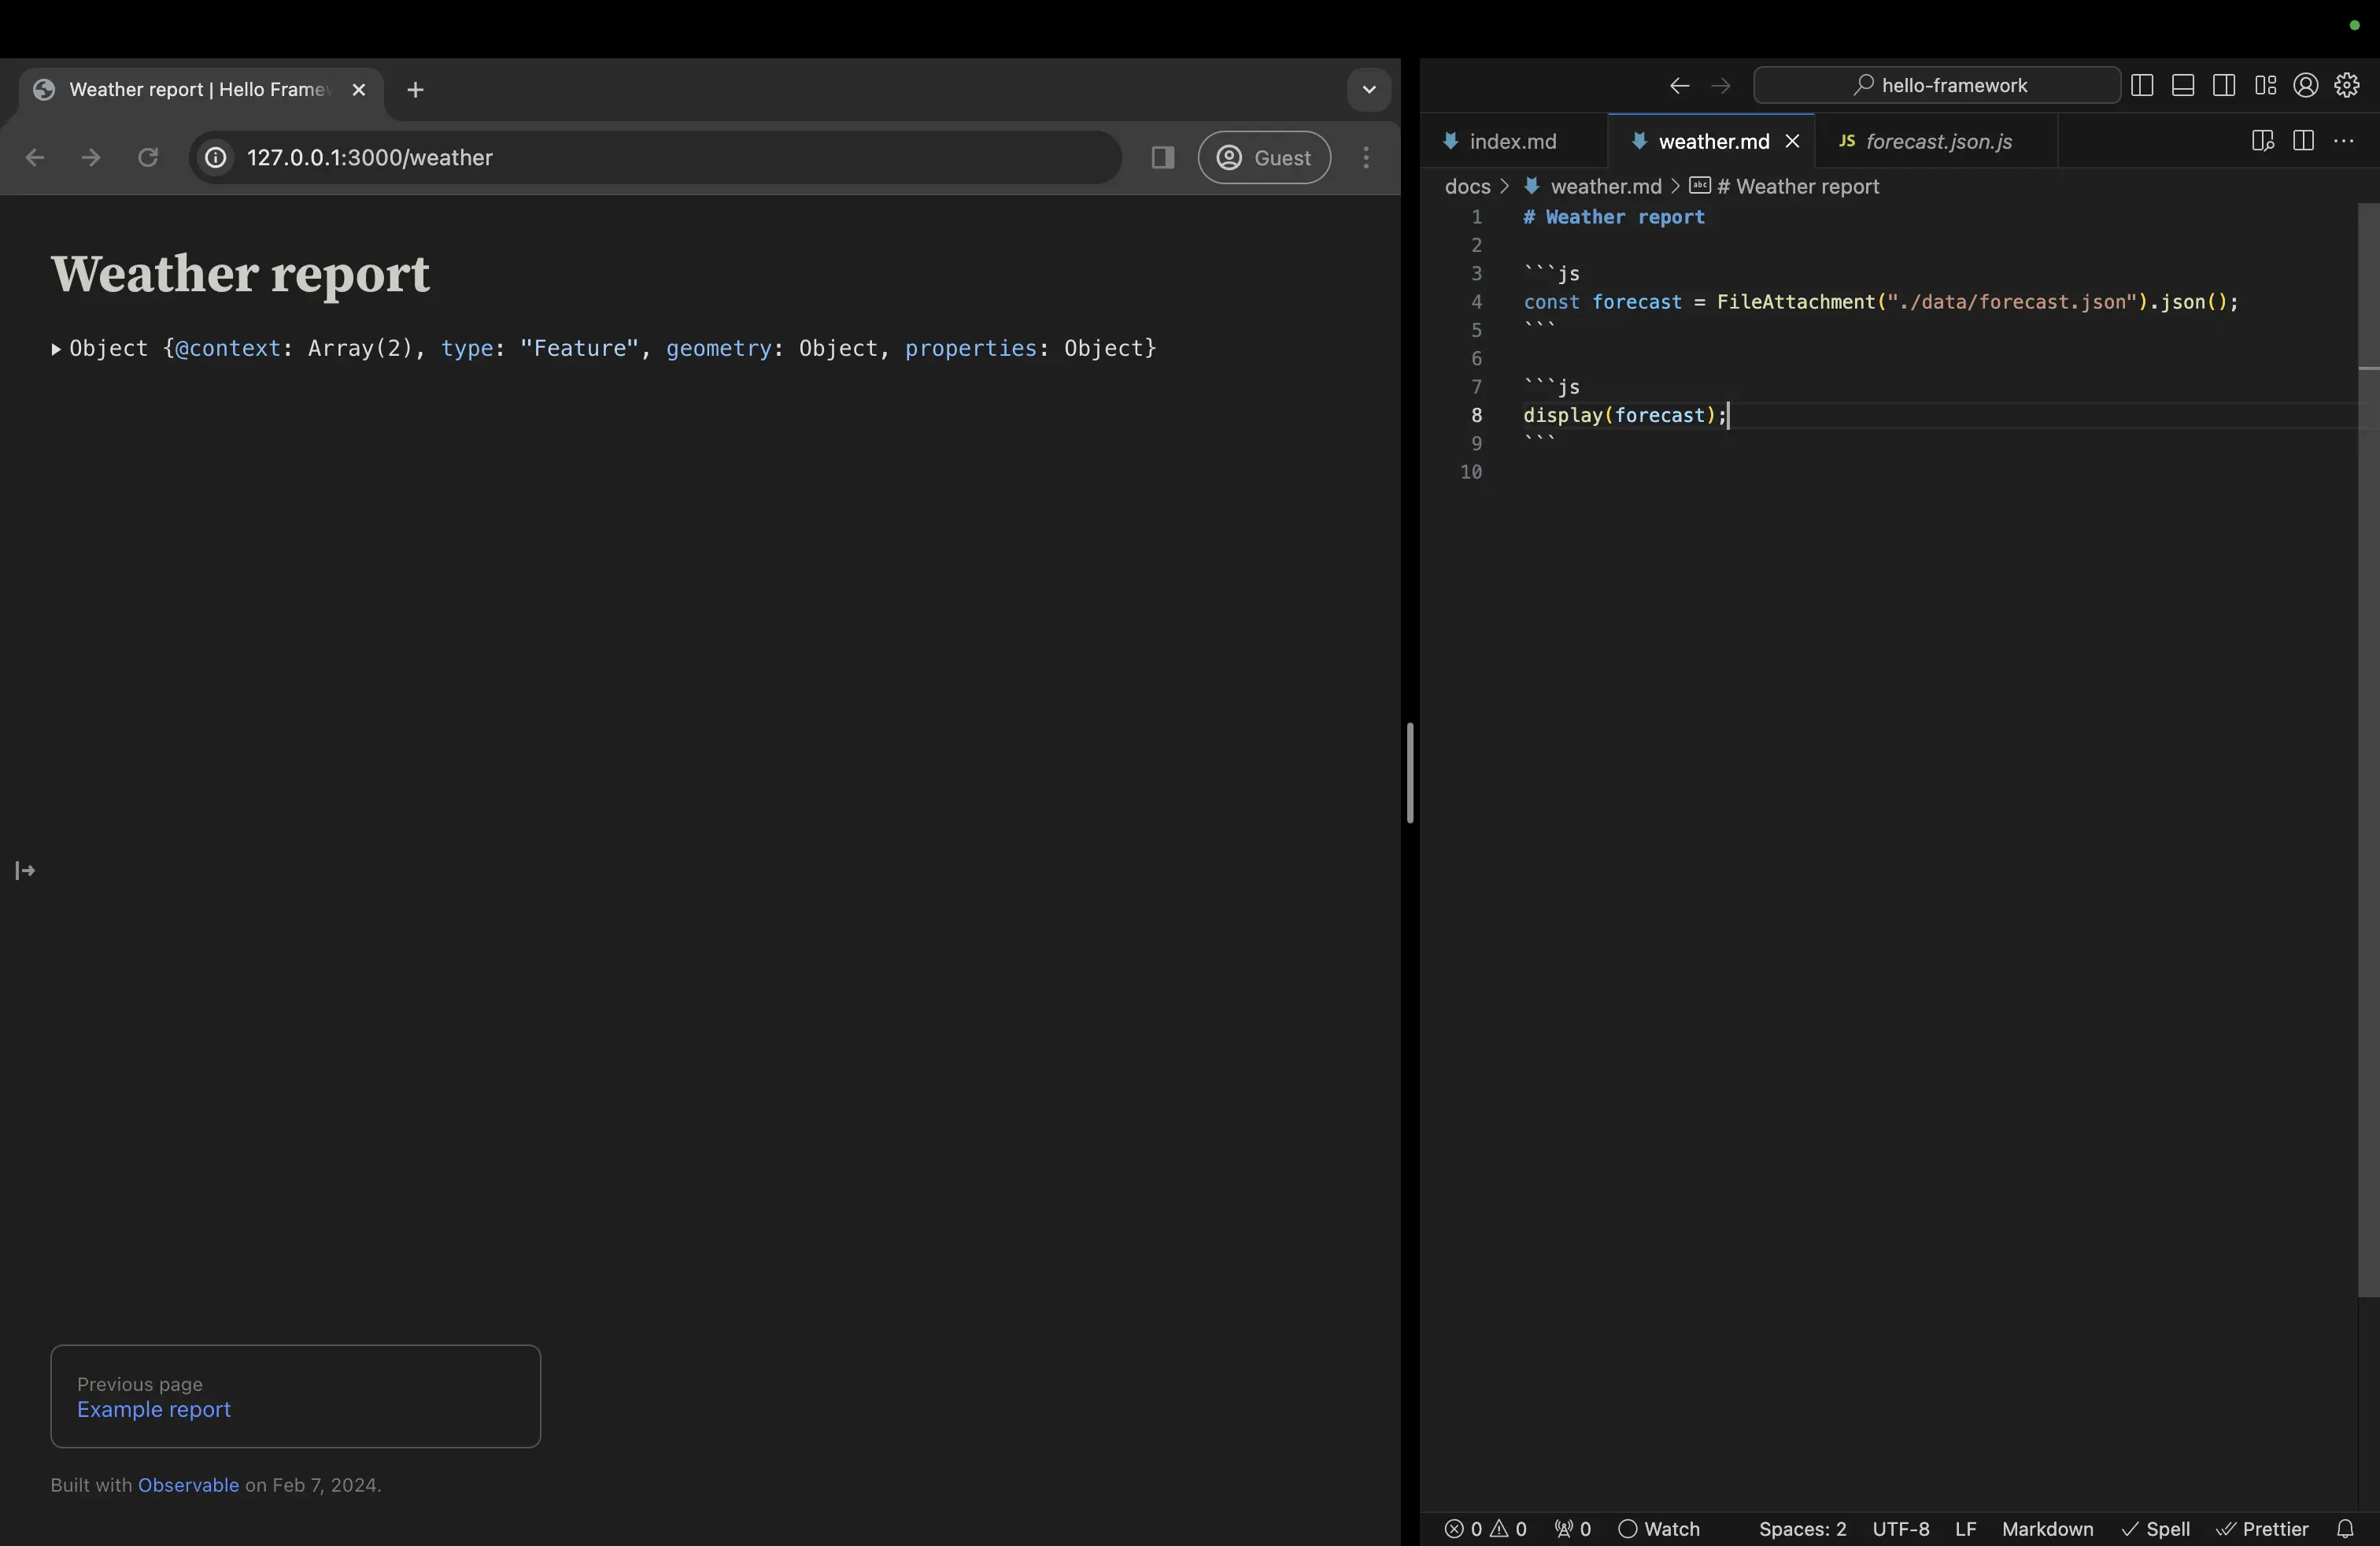 Weather report | Hello Frame
127.0.0.1:3000/weather
Guest
Weather report
Object {@context: Array(2), type: "Feature", geometry: Object, properties: Object}
Previous page
Example report
Built with Observable on Feb 7, 2024.
hello-framework
index.md
weather.md
JS forecast.json.js
docs > weather.md > abc # Weather report
1 # Weather report
2
3 ```js
4 const forecast = FileAttachment("./data/forecast.json").json();
5 ```
6
7 ```js
8 display(forecast);
9 ```
10
0 0 0 Watch Spaces: 2 UTF-8 LF Markdown Spell Prettier